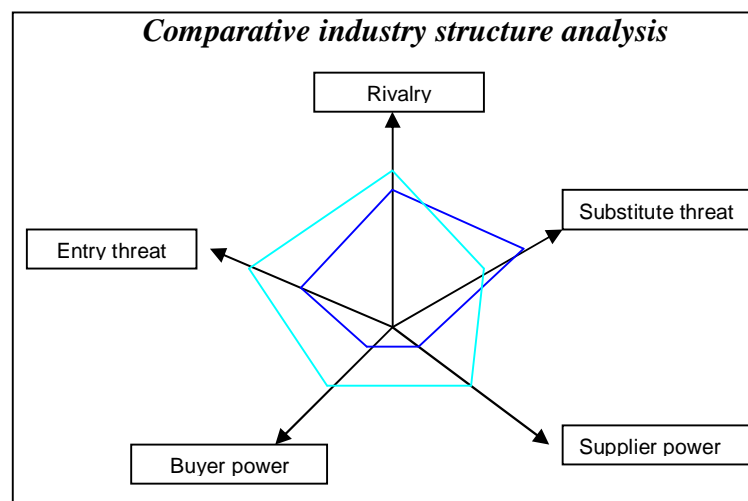 Comparative industry structure analysis
Rivalry
Substitute threat
Entry threat
Buyer power
Supplier power